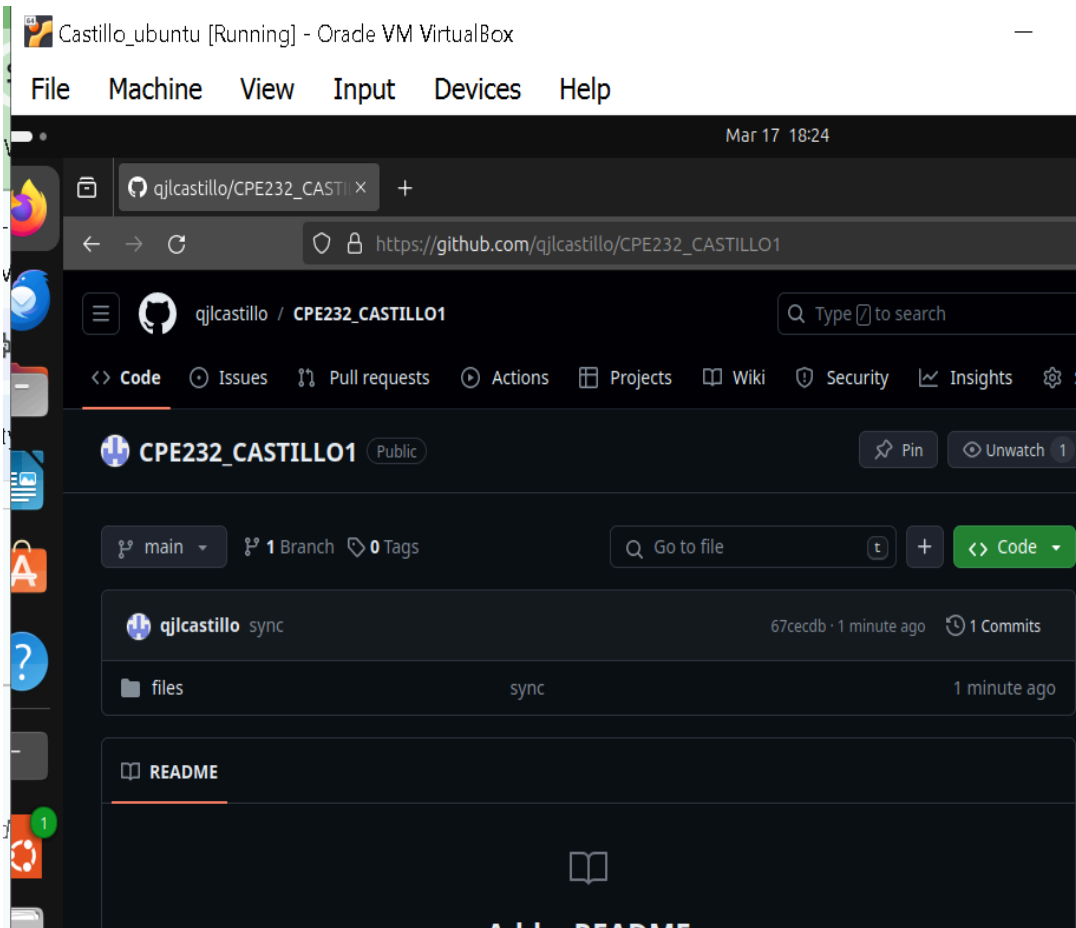 Castillo_ubuntu [Running] - Oracle VM VirtualBox
File Machine View Input Devices Help
Mar 17 18:24
qjlcastillo/CPE232_CASTI
https://github.com/qjlcastillo/CPE232_CASTILLO1
qjlcastillo / CPE232_CASTILLO1 Type / to search
Code Issues Pull requests Actions Projects Wiki Security Insights
CPE232_CASTILLO1 Public Pin Unwatch 1
main 1 Branch 0 Tags Go to file t + Code
qjlcastillo sync 67cecdb · 1 minute ago 1 Commits
files sync 1 minute ago
README
1